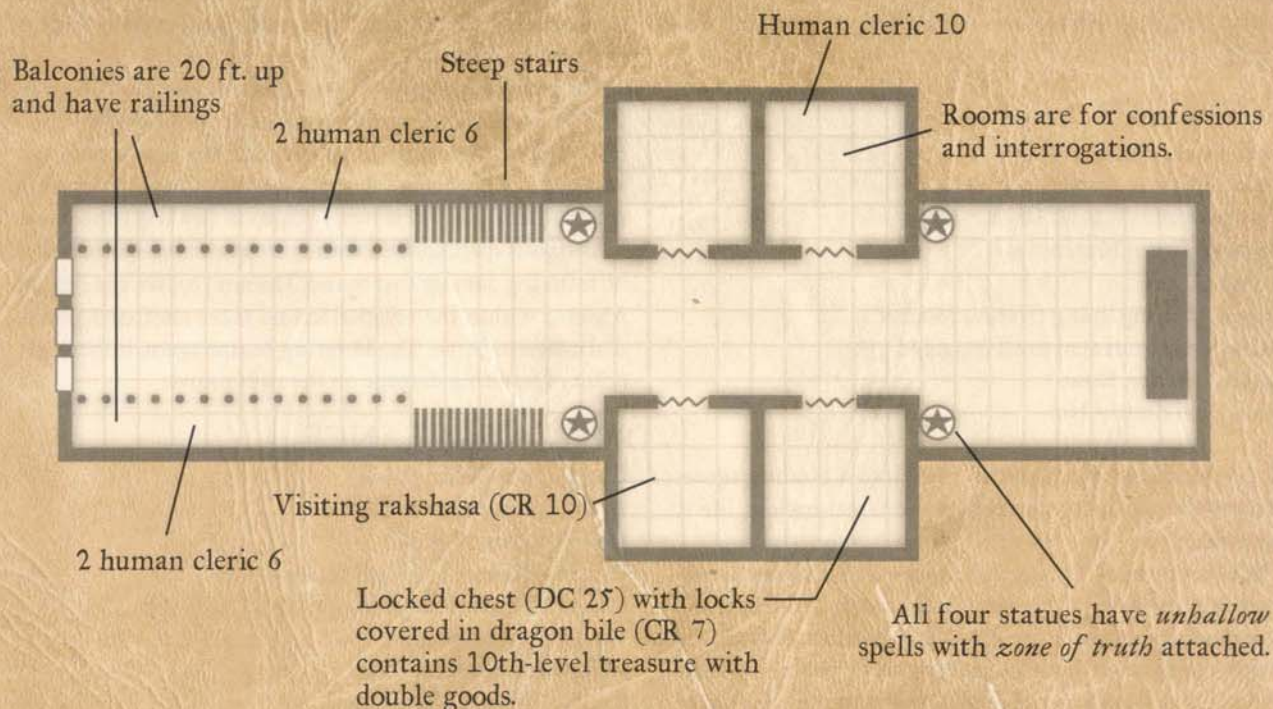 Human cleric 10
Balconies are 20 ft. up
and have railings
Steep stairs
2 human cleric 6
Rooms are for confessions
and interrogations.
Visiting rakshasa (CR 10)
2 human cleric 6
Locked chest (DC 25) with locks
covered in dragon bile (CR 7)
contains 10th-level treasure with
double goods.
All four statues have unhallow
spells with zone of truth attached.